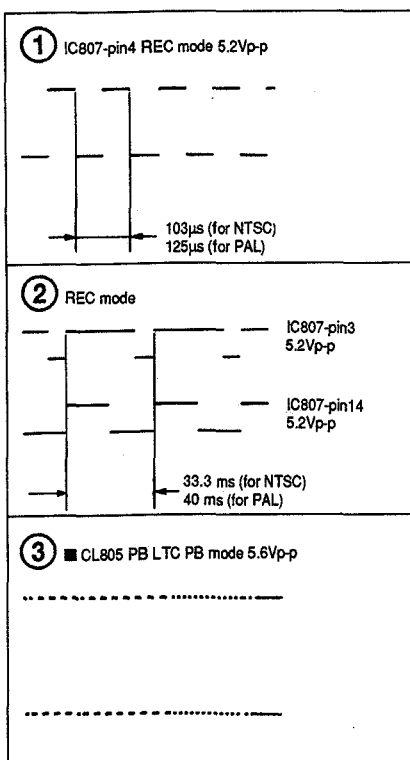 1 IC807-pin4 REC mode 5.2Vp-p
103µs (for NTSC)
125µs (for PAL)
2 REC mode
IC807-pin3
5.2Vp-p
IC807-pin14
5.2Vp-p
33.3 ms (for NTSC)
40 ms (for PAL)
3 ■ CL805 PB LTC PB mode 5.6Vp-p